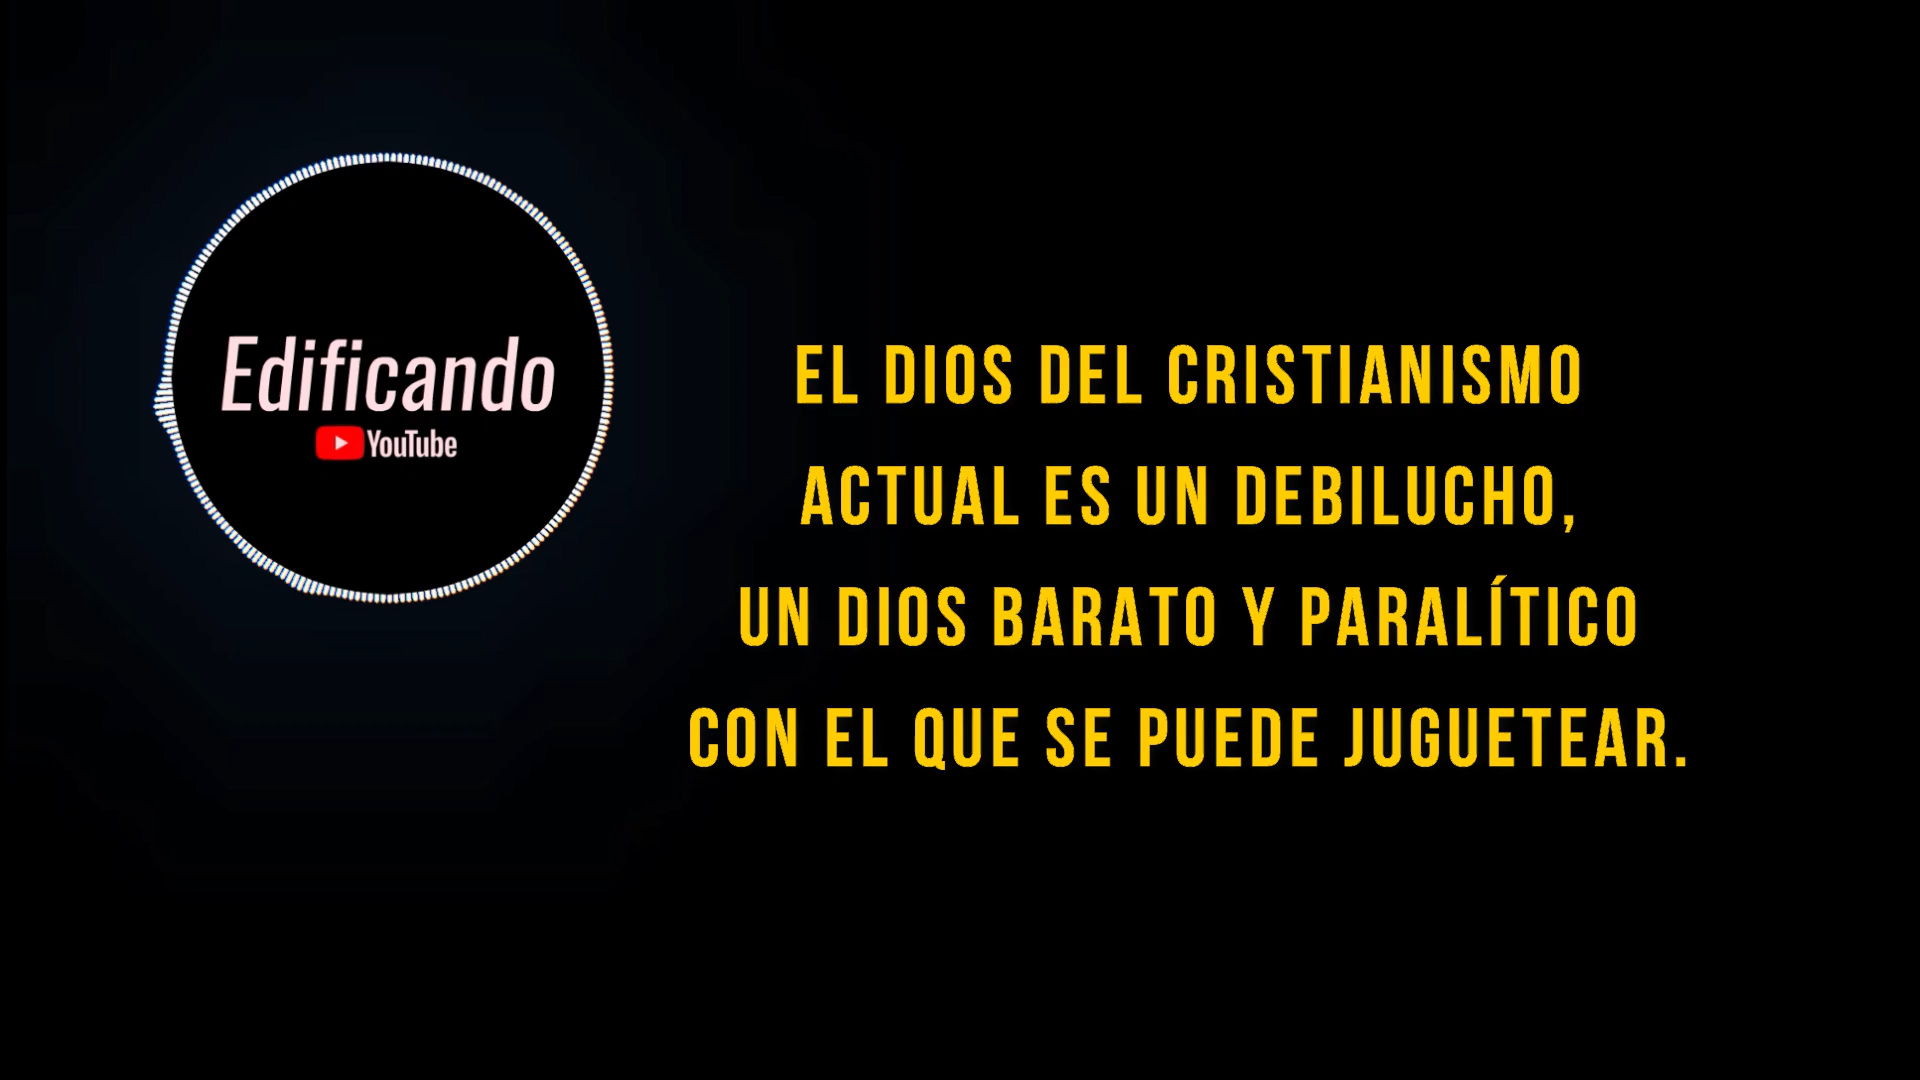 Edificando
YouTube
EL DIOS DEL CRISTIANISMO
ACTUAL ES UN DEBILUCHO,
UN DIOS BARATO Y PARALÍTICO
CON EL QUE SE PUEDE JUGUETEAR.